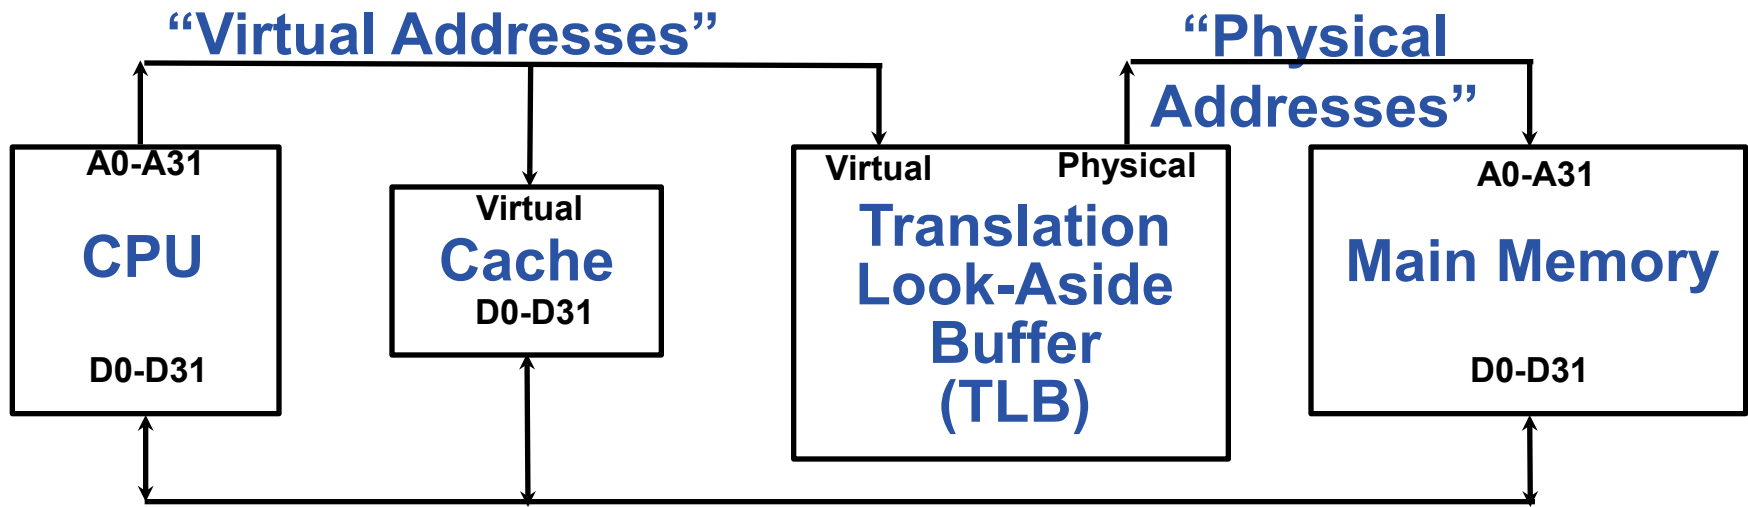 “Virtual Addresses”
“Physical
Addresses”
A0-A31
CPU
D0-D31
Virtual
Cache
D0-D31
Virtual
Physical
Translation
Look-Aside
Buffer
(TLB)
A0-A31
Main Memory
D0-D31